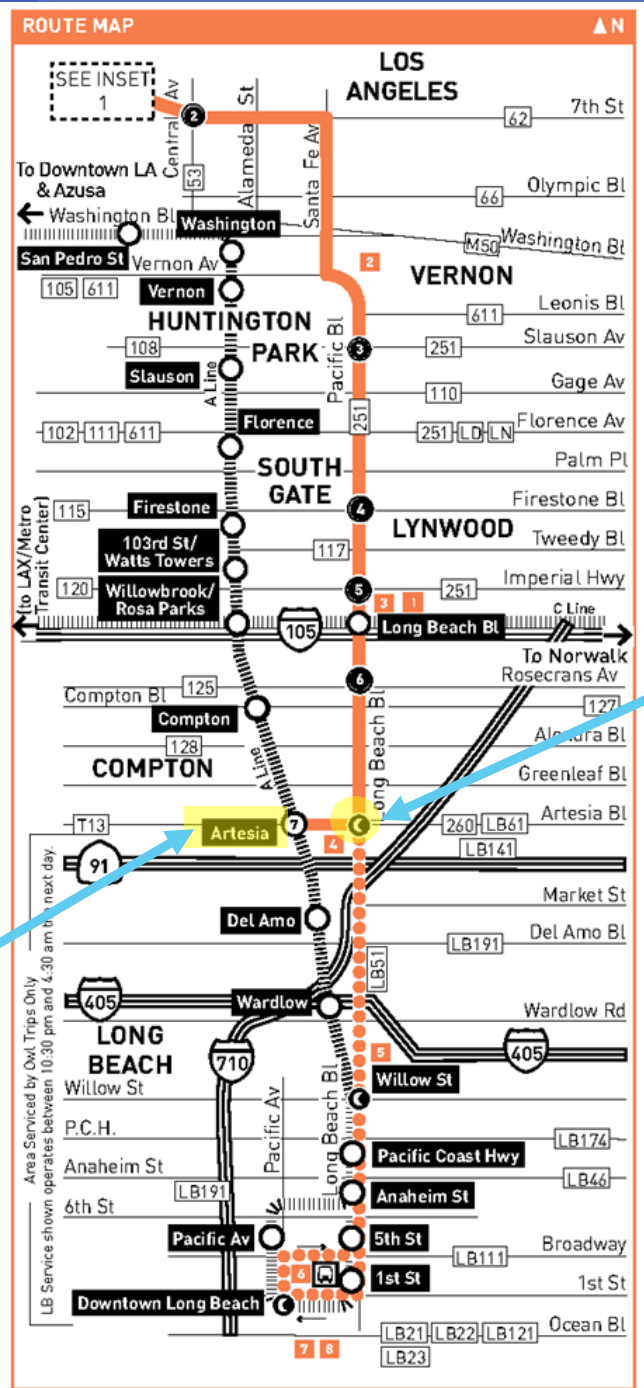 ROUTE MAP
▲N
SEE INSET
1
LOS
ANGELES
Central Av
Alameda St
Santa Fe Av
2
62
7th St
To Downtown LA
& Azusa
53
66
Olympic Bl
Washington Bl
Washington
M50
Washington Bl
San Pedro St
Vernon Av
2
VERNON
105
611
Vernon
611
Leonis Bl
HUNTINGTON
PARK
Pacific Bl
108
3
251
Slauson Av
Slauson
A Line
110
Gage Av
251
102
111
611
Florence
251
LD
LN
Florence Av
Palm Pl
SOUTH
GATE
115
Firestone
4
Firestone Bl
LYNWOOD
103rd St/
Watts Towers
117
Tweedy Bl
(to LAX/Metro
Transit Center)
120
Willowbrook/
Rosa Parks
5
251
Imperial Hwy
3
1
C Line
105
Long Beach Bl
To Norwalk
6
Rosecrans Av
Compton Bl
125
127
Compton
Long Beach Bl
128
Alondra Bl
COMPTON
A Line
Greenleaf Bl
T13
Artesia
7
4
260
LB61
Artesia Bl
LB141
91
Market St
Del Amo
LB191
Del Amo Bl
LB51
405
Wardlow
Wardlow Rd
LONG
BEACH
710
405
5
Willow St
Willow St
Pacific Av
Long Beach Bl
P.C.H.
LB174
Pacific Coast Hwy
Anaheim St
LB46
LB191
Anaheim St
6th St
Pacific Av
5th St
Broadway
LB111
6
1st St
1st St
Downtown Long Beach
Ocean Bl
7
8
LB21
LB22
LB121
LB23
Area Serviced by Owl Trips Only
LB Service shown operates between 10:30 pm and 4:30 am the next day.